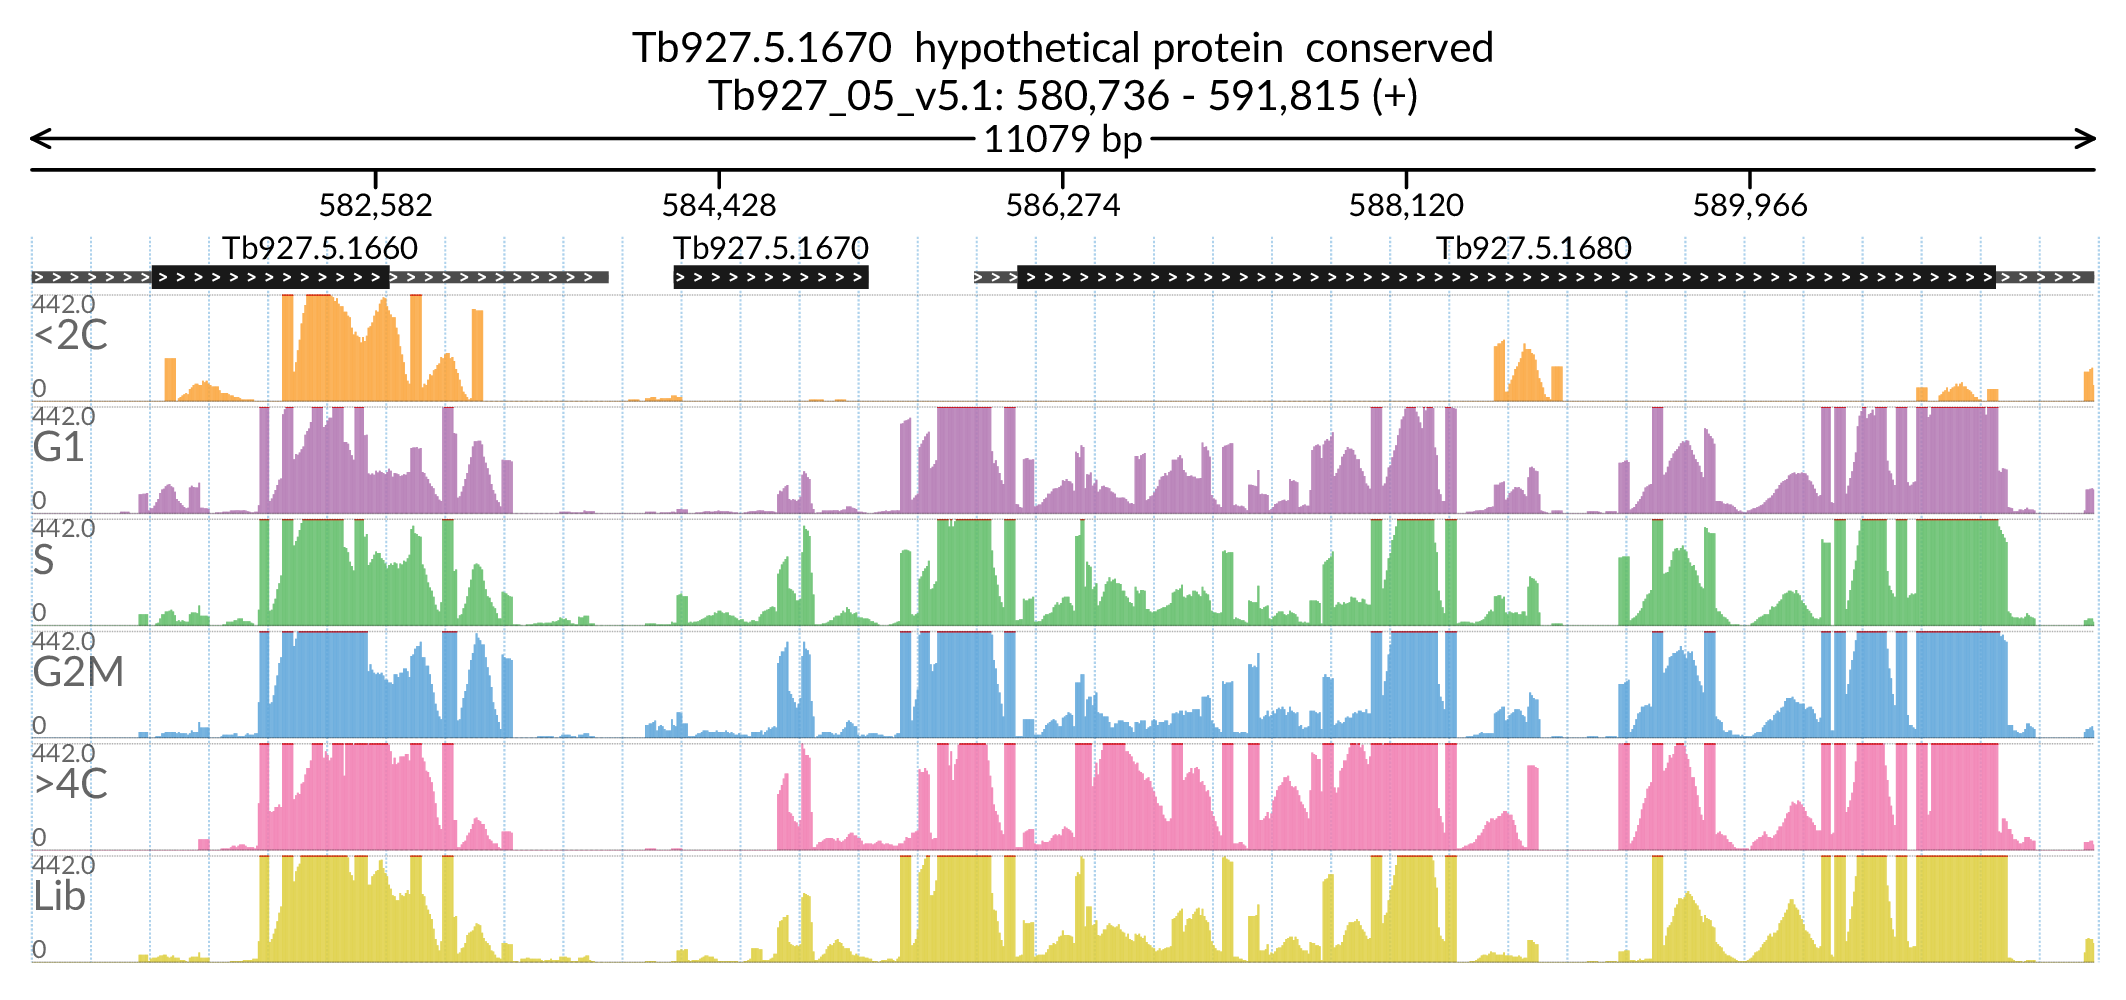 Tb927.5.1670  hypothetical protein  conserved
Tb927_05_v5.1: 580,736 - 591,815 (+)
11079 bp
582,582 584,428 586,274 588,120 589,966
Tb927.5.1660 Tb927.5.1670 Tb927.5.1680
442.0
<2C
0
442.0
G1
0
442.0
S
0
442.0
G2M
0
442.0
>4C
0
442.0
Lib
0